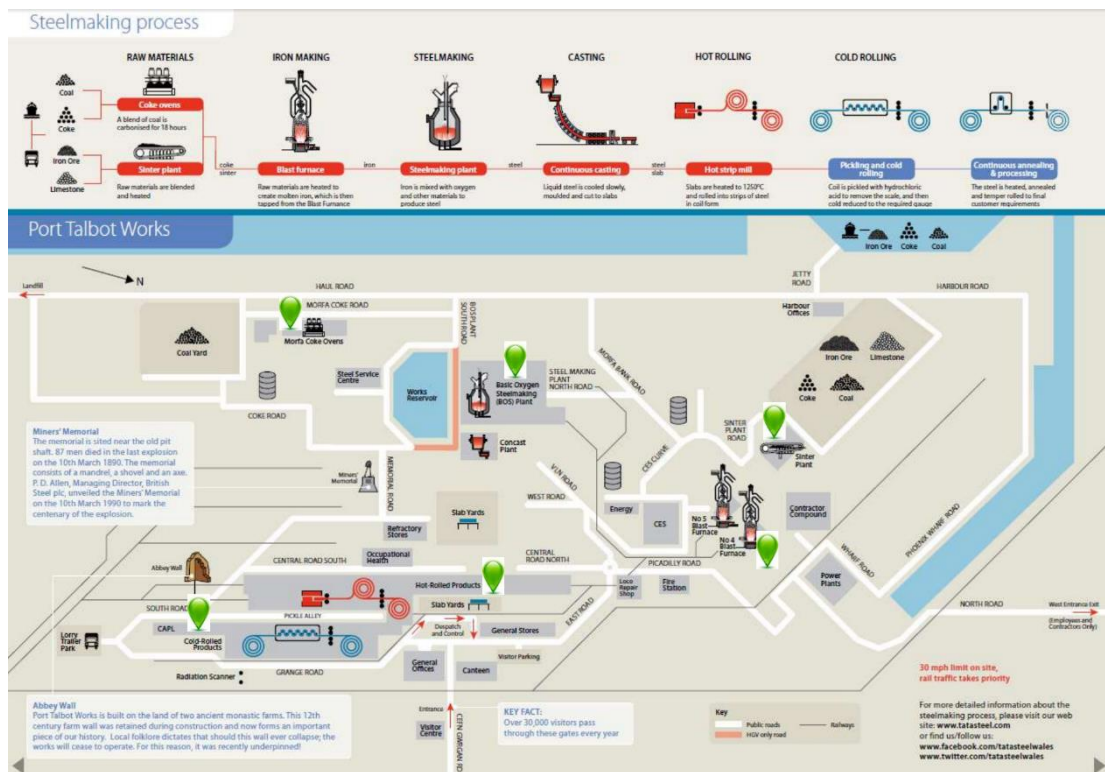 Steelmaking process
RAW MATERIALS
IRON MAKING
STEELMAKING
CASTING
HOT ROLLING
COLD ROLLING
Coal
Coke
Iron Ore
Limestone
Coke ovens
A blend of coal is
carbonised for 18 hours
Sinter plant
Raw materials are blended
and heated
coke
sinter
Blast furnace
Raw materials are heated to
create molten iron, which is then
tapped from the Blast Furnance
iron
Steelmaking plant
Iron is mixed with oxygen
and other materials to
produce steel
steel
Continuous casting
Liquid steel is cooled slowly,
moulded and cut to slabs
steel
slab
Hot strip mill
Slabs are heated to 1250°C
and rolled into strips of steel
in coil form
Pickling and cold
rolling
Coil is pickled with hydrochloric
acid to remove the scale, and then
cold reduced to the required gauge
Continuous annealing
& processing
The steel is heated, annealed
and temper rolled to final
customer requirements
Port Talbot Works
Iron Ore
Coke
Coal
N
Landfill
HAUL ROAD
JETTY
ROAD
HARBOUR ROAD
MORFA COKE ROAD
BOSPLANT
SOUTH ROAD
Harbour
Offices
Morfa Coke Ovens
Coal Yard
Iron Ore
Limestone
Steel Service
Centre
Works
Reservoir
Basic Oxygen
Steelmaking
(BOS) Plant
STEEL MAKING
PLANT
NORTH ROAD
MORFA BANK ROAD
Coke
Coal
COKE ROAD
SINTER
PLANT
ROAD
Concast
Plant
Sinter
Plant
CES CURVE
Miners' Memorial
The memorial is sited near the old pit
shaft. 87 men died in the last explosion
on the 10th March 1890. The memorial
consists of a mandrel, a shovel and an axe.
P. D. Allen, Managing Director, British
Steel plc, unveiled the Miners' Memorial
on the 10th March 1990 to mark the
centenary of the explosion.
Miners'
Memorial
MEMORIAL ROAD
VLN ROAD
WEST ROAD
Slab Yards
Energy
CES
No 5
Blast
Furnace
No 4
Blast
Furnace
Contractor
Compound
Refractory
Stores
PHOENIX WHARF ROAD
WHARF ROAD
Occupational
Health
CENTRAL ROAD SOUTH
CENTRAL
ROAD NORTH
PICADILLY ROAD
Abbey Wall
Hot-Rolled Products
Loco
Repair
Shop
Fire
Station
Power
Plants
SOUTH ROAD
PICKLE ALLEY
Slab Yards
EAST ROAD
NORTH ROAD
West Entrance Exit
(Employees and
Contractors Only)
CAPL
Cold-Rolled
Products
Despatch
and Control
General Stores
Lorry
Trailer
Park
GRANGE ROAD
General
Offices
Canteen
Visitor Parking
Radiation Scanner
30 mph limit on site,
rail traffic takes priority
Abbey Wall
Port Talbot Works is built on the land of two ancient monastic farms. This 12th
century farm wall was retained during construction and now forms an important
piece of our history. Local folklore dictates that should this wall ever collapse; the
works will cease to operate. For this reason, it was recently underpinned!
Entrance
Visitor
Centre
CEFN GWRGAN RD
KEY FACT:
Over 30,000 visitors pass
through these gates every year
Key
Public roads
Railways
HGV only road
For more detailed information about the
steelmaking process, please visit our web
site: www.tatasteel.com
or find us/follow us:
www.facebook.com/tatasteelwales
www.twitter.com/tatasteelwales